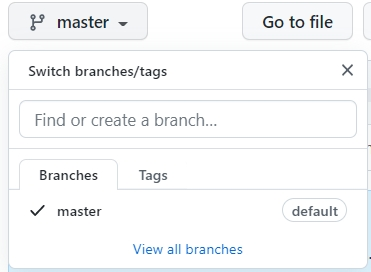 master
Go to file
Switch branches/tags
Find or create a branch...
Branches
Tags
master
default
View all branches